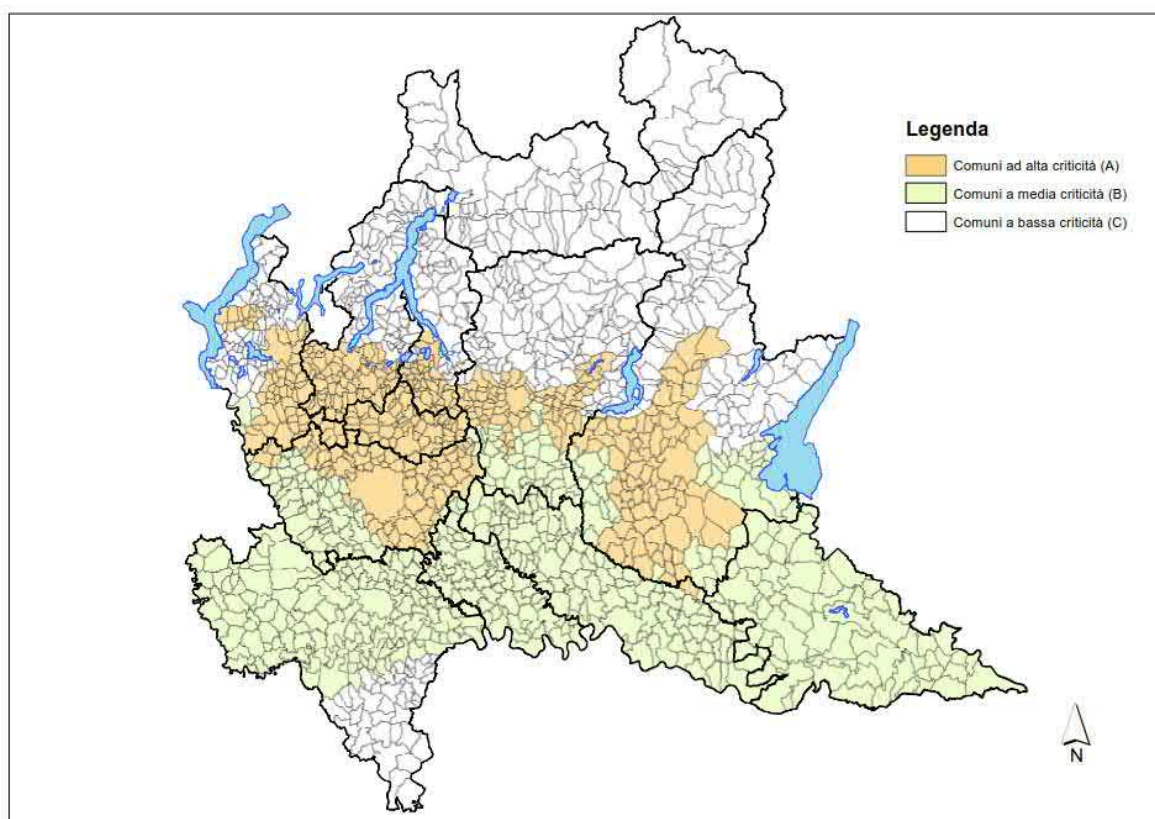 Legenda
Comuni ad alta criticità (A)
Comuni a media criticità (B)
Comuni a bassa criticità (C)
N